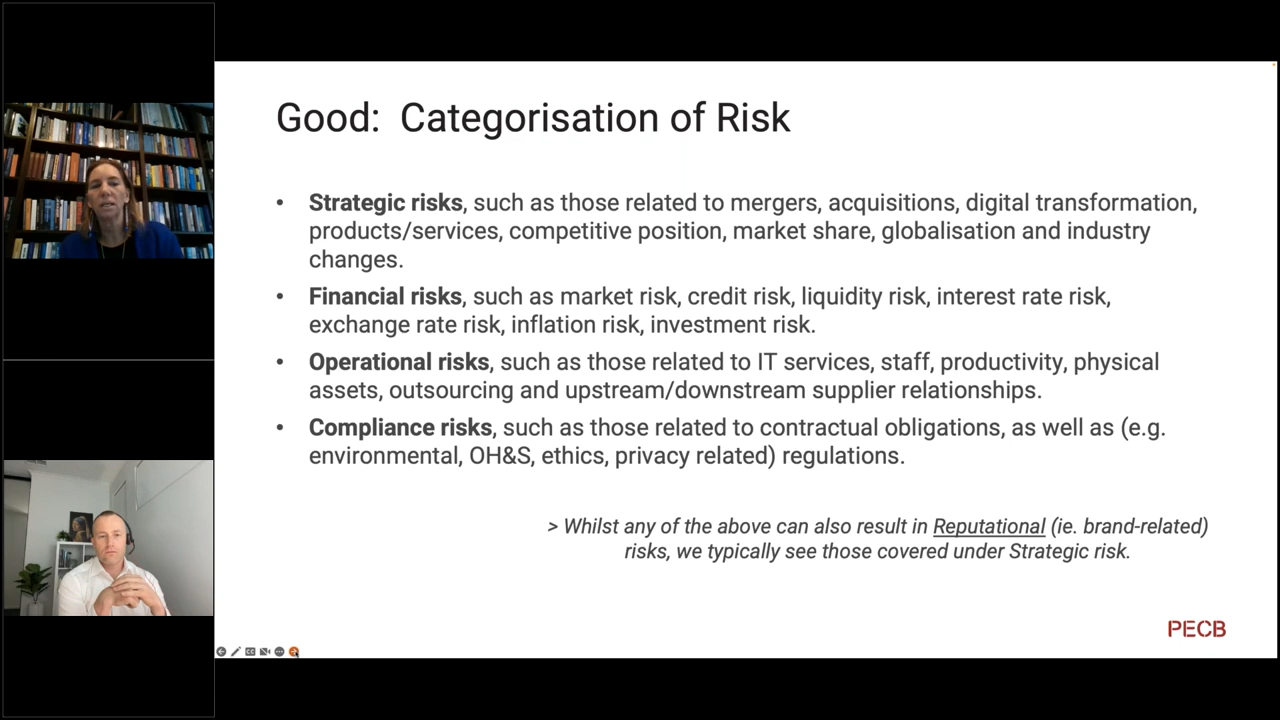 Good: Categorisation of Risk
• Strategic risks, such as those related to mergers, acquisitions, digital transformation,
products/services, competitive position, market share, globalisation and industry
changes.
• Financial risks, such as market risk, credit risk, liquidity risk, interest rate risk,
exchange rate risk, inflation risk, investment risk.
• Operational risks, such as those related to IT services, staff, productivity, physical
assets, outsourcing and upstream/downstream supplier relationships.
• Compliance risks, such as those related to contractual obligations, as well as (e.g.
environmental, OH&S, ethics, privacy related) regulations.
> Whilst any of the above can also result in Reputational (ie. brand-related)
risks, we typically see those covered under Strategic risk.
PECB